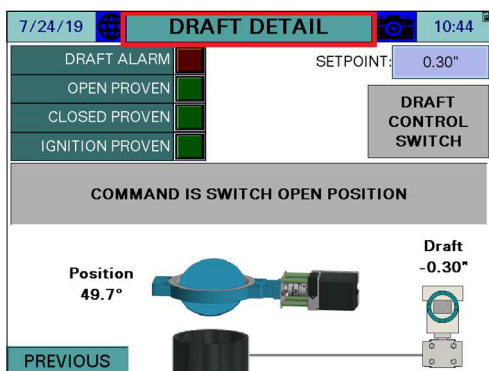 7/24/19 DRAFT DETAIL 10:44
DRAFT ALARM SETPOINT: 0.30"
OPEN PROVEN
CLOSED PROVEN
IGNITION PROVEN
DRAFT
CONTROL
SWITCH
COMMAND IS SWITCH OPEN POSITION
Position
49.7°
Draft
-0.30"
PREVIOUS